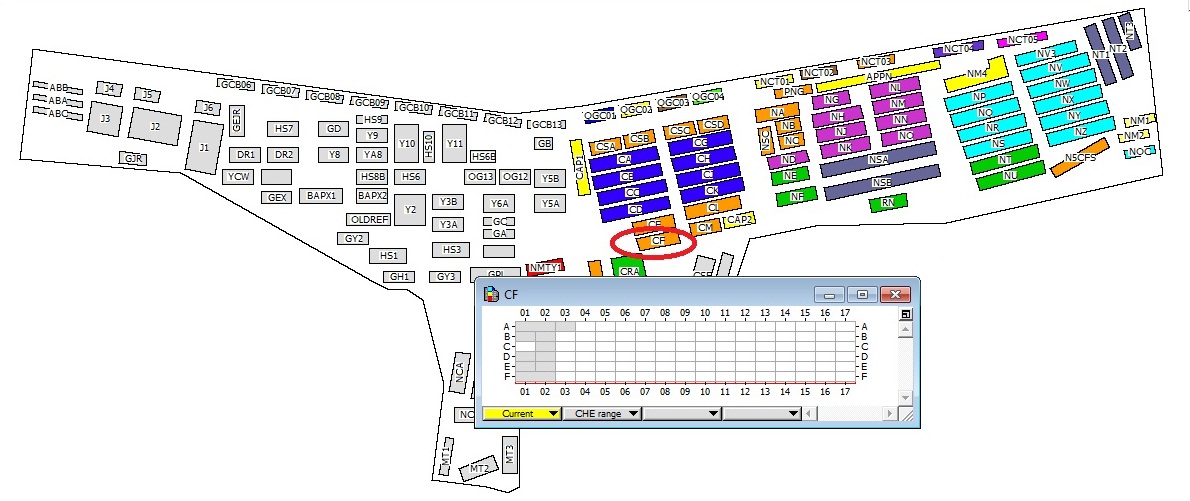 ABB
ABA
ABC
J4
J5
J3
J2
J6
J1
GJR
GEJR
GCB06
GCB07
GCB08
GCB09
GCB10
GCB11
GCB12
GCB13
HS7
GD
HS9
Y9
Y10
HS10
Y11
GB
DR1
DR2
Y8
YA8
HS6B
YCW
HS8B
HS6
OG13
OG12
Y5B
GEX
BAPX1
BAPX2
Y2
Y3B
Y6A
Y5A
OLDREF
Y3A
GC
GA
GY2
HS1
HS3
GH1
GY3
GPL
NMTY1
CRA
QGC01
QGC02
QGC03
QGC04
CAP1
CSA
CSB
CSC
CSD
CA
CB
CC
CD
CE
CF
CG
CH
CJ
CK
CL
CM
CAP2
NCT01
NCT02
NCT03
NCT04
NCT05
PNG
APPN
NA
NB
NC
NSC
ND
NE
NF
NG
NH
NJ
NK
NL
NM
NN
NO
NSA
NSB
RN
NM4
NP
NQ
NR
NS
NT
NU
NV3
NV
NW
NX
NY
NZ
NT1
NT2
NT3
N5CFS
NM1
NM2
NOG
NCA
NC
MT1
MT2
MT3
CF
01 02 03 04 05 06 07 08 09 10 11 12 13 14 15 16 17
A A
B B
C C
D D
E E
F F
01 02 03 04 05 06 07 08 09 10 11 12 13 14 15 16 17
Current CHE range